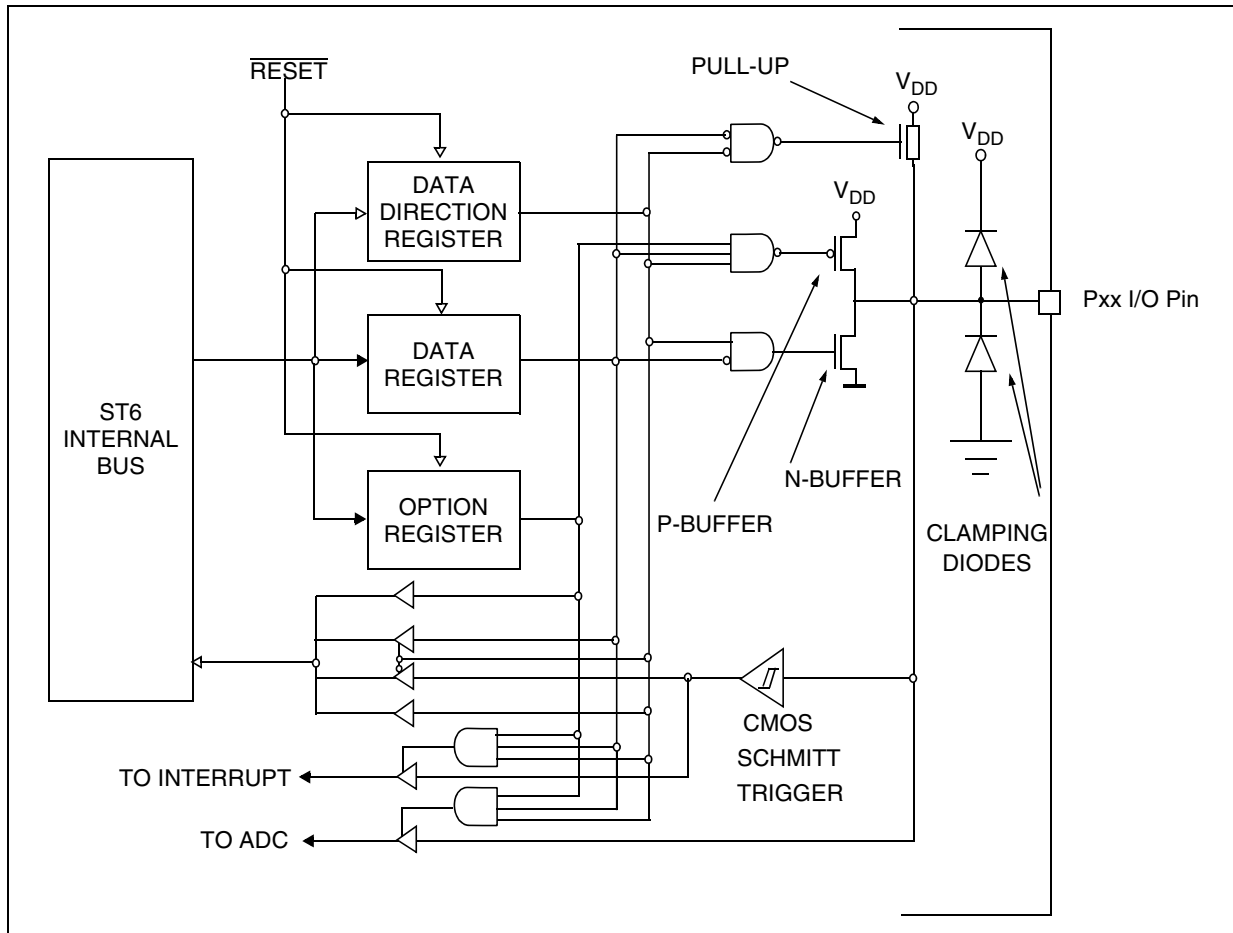 RESET
PULL-UP
VDD
VDD
DATA
DIRECTION
REGISTER
VDD
Pxx I/O Pin
DATA
REGISTER
ST6
INTERNAL
BUS
N-BUFFER
OPTION
REGISTER
P-BUFFER
CLAMPING
DIODES
CMOS
SCHMITT
TRIGGER
TO INTERRUPT
TO ADC